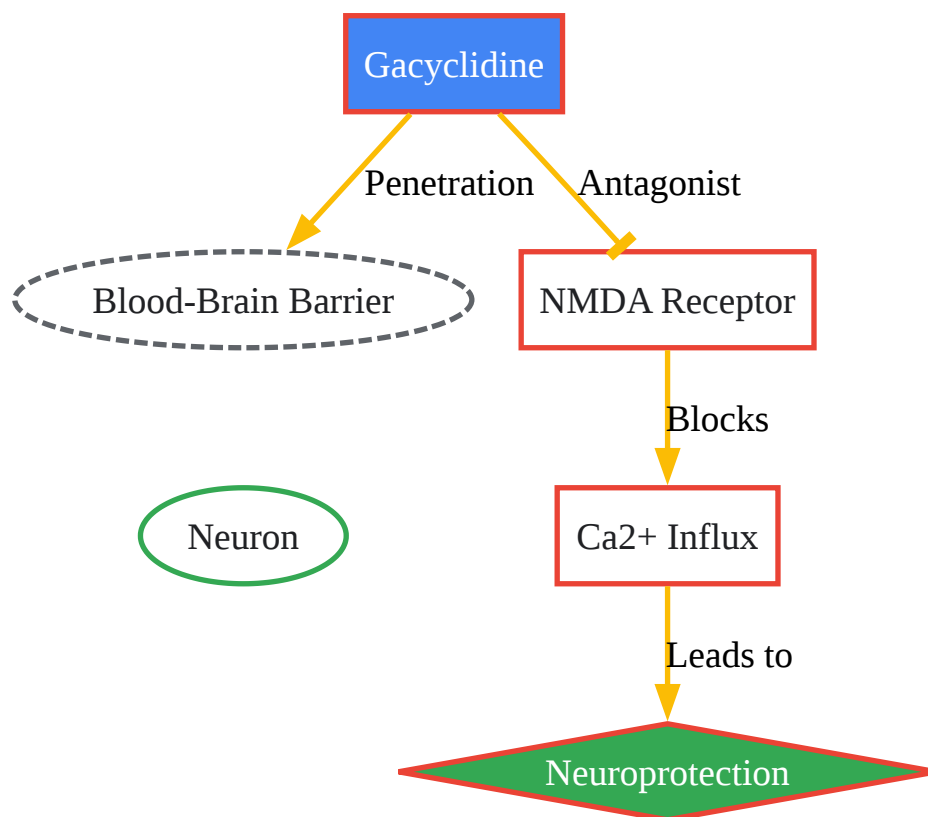 Gacyclidine
Penetration
Antagonist
Blood-Brain Barrier
NMDA Receptor
Blocks
Neuron
Ca2+ Influx
Leads to
Neuroprotection